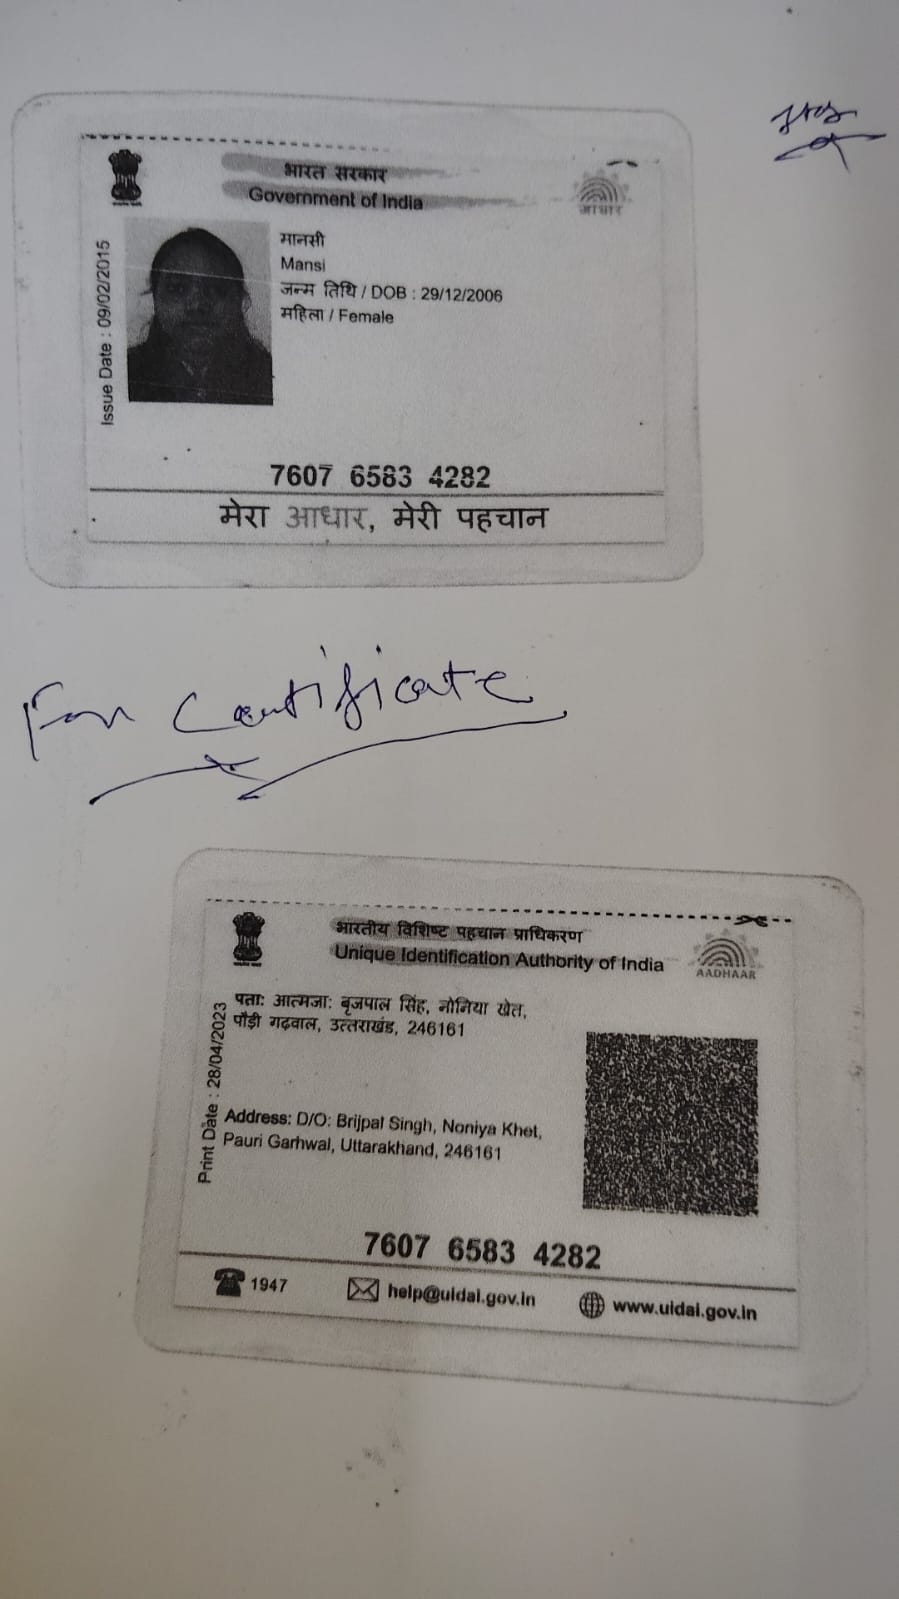 भारत सरकार
Government of India
आधार
Issue Date : 09/02/2015
मानसी
Mansi
जन्म तिथि / DOB : 29/12/2006
महिला / Female
7607 6583 4282
मेरा आधार, मेरी पहचान
For Certificate
भारतीय विशिष्ट पहचान प्राधिकरण
Unique Identification Authority of India
AADHAAR
Print Date : 28/04/2023
पता: आत्मजा: बृजपाल सिंह, नोनिया खेत,
पौड़ी गढ़वाल, उत्तराखंड, 246161
Address: D/O: Brijpal Singh, Noniya Khet,
Pauri Garhwal, Uttarakhand, 246161
7607 6583 4282
1947
help@uidai.gov.in
www.uidai.gov.in